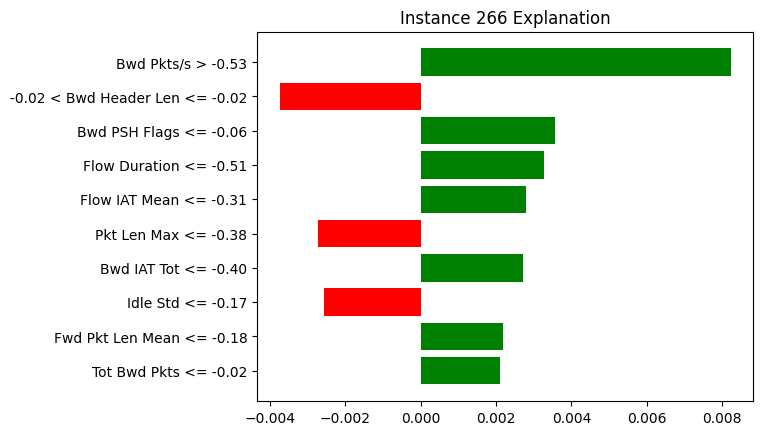 Instance 266 Explanation
Bwd Pkts/s > -0.53
-0.02 < Bwd Header Len <= -0.02
Bwd PSH Flags <= -0.06
Flow Duration <= -0.51
Flow IAT Mean <= -0.31
Pkt Len Max <= -0.38
Bwd IAT Tot <= -0.40
Idle Std <= -0.17
Fwd Pkt Len Mean <= -0.18
Tot Bwd Pkts <= -0.02
−0.004 −0.002 0.000 0.002 0.004 0.006 0.008